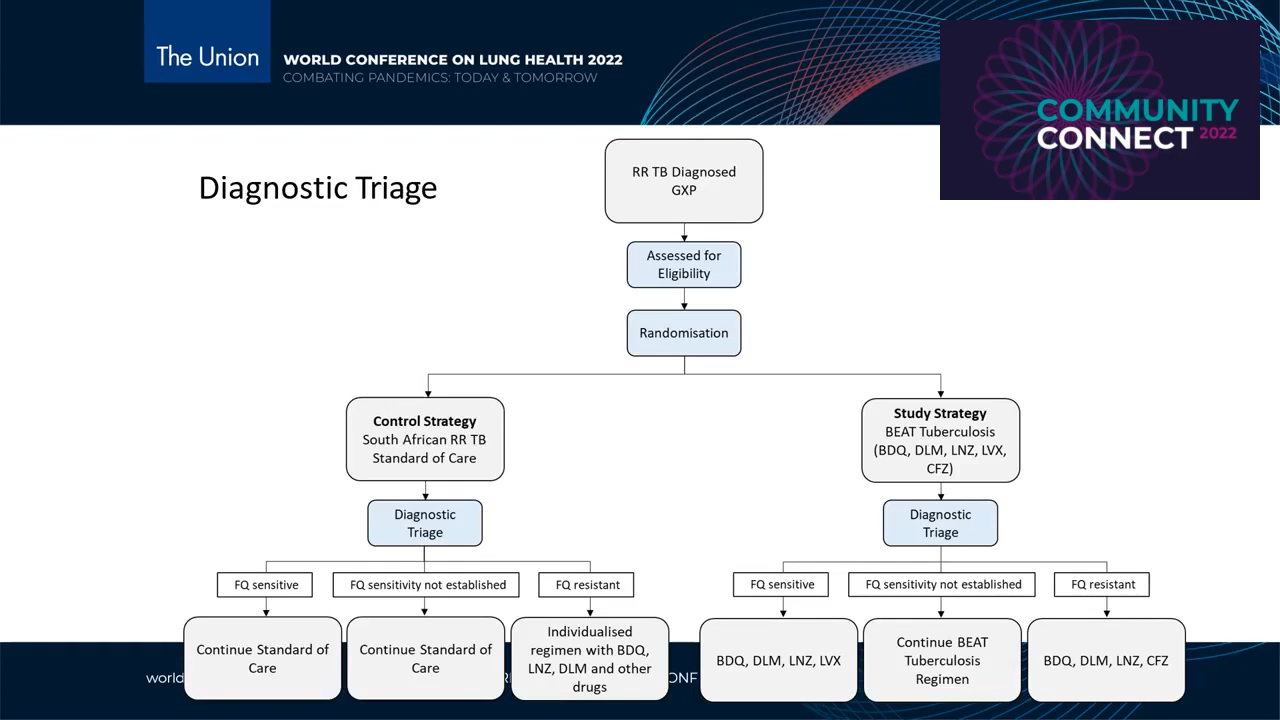 The Union
WORLD CONFERENCE ON LUNG HEALTH 2022
COMBATING PANDEMICS: TODAY & TOMORROW
COMMUNITY
CONNECT 2022
Diagnostic Triage
RR TB Diagnosed
GXP
Assessed for
Eligibility
Randomisation
Control Strategy
South African RR TB
Standard of Care
Study Strategy
BEAT Tuberculosis
(BDQ, DLM, LNZ, LVX,
CFZ)
Diagnostic
Triage
Diagnostic
Triage
FQ sensitive
FQ sensitivity not established
FQ resistant
FQ sensitive
FQ sensitivity not established
FQ resistant
Continue Standard of
Care
Continue Standard of
Care
Individualised
regimen with BDQ,
LNZ, DLM and other
drugs
BDQ, DLM, LNZ, LVX
Continue BEAT
Tuberculosis
Regimen
BDQ, DLM, LNZ, CFZ